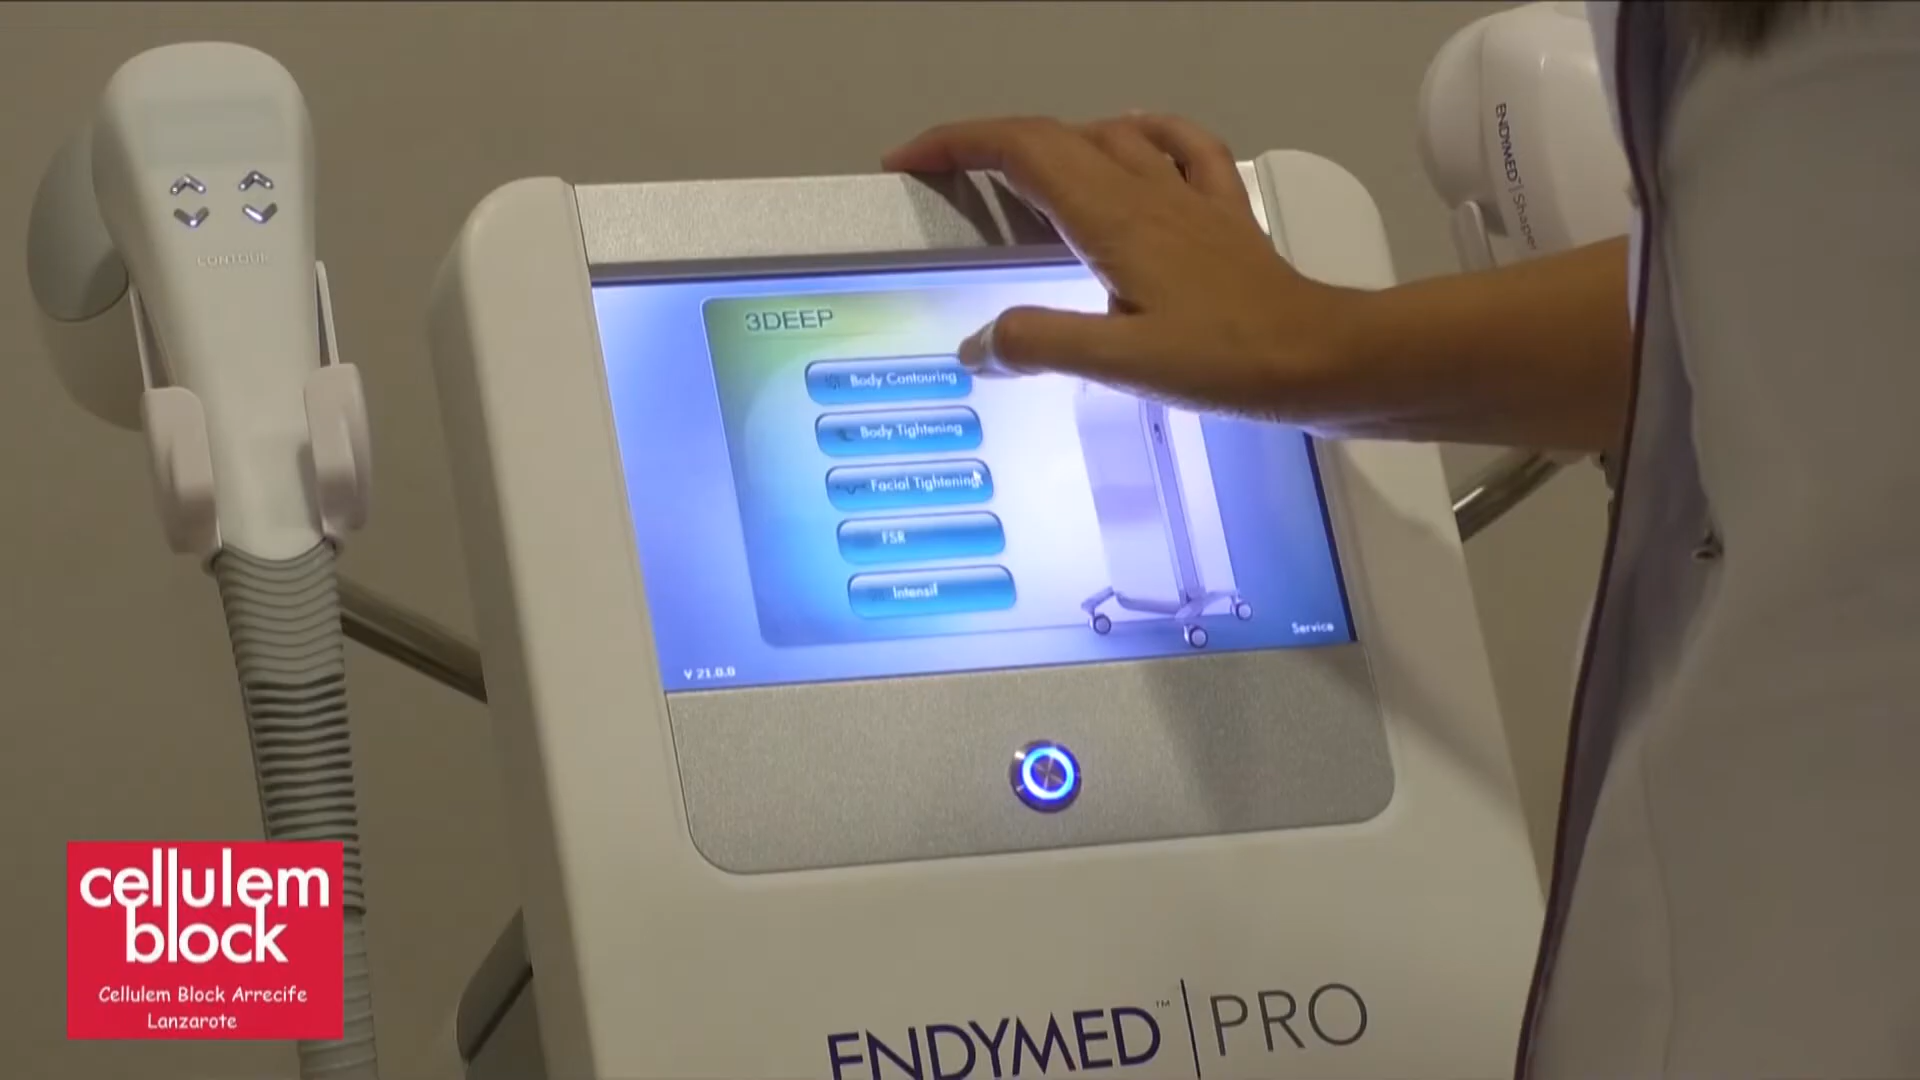 CONTOUR
ENDYMED™ | Shaper
3DEEP
Body Contouring
Body Tightening
Facial Tightening
FSR
Intensif
Service
V 21.0.0
ENDYMED™ | PRO
cellulem
block
Cellulem Block Arrecife
Lanzarote